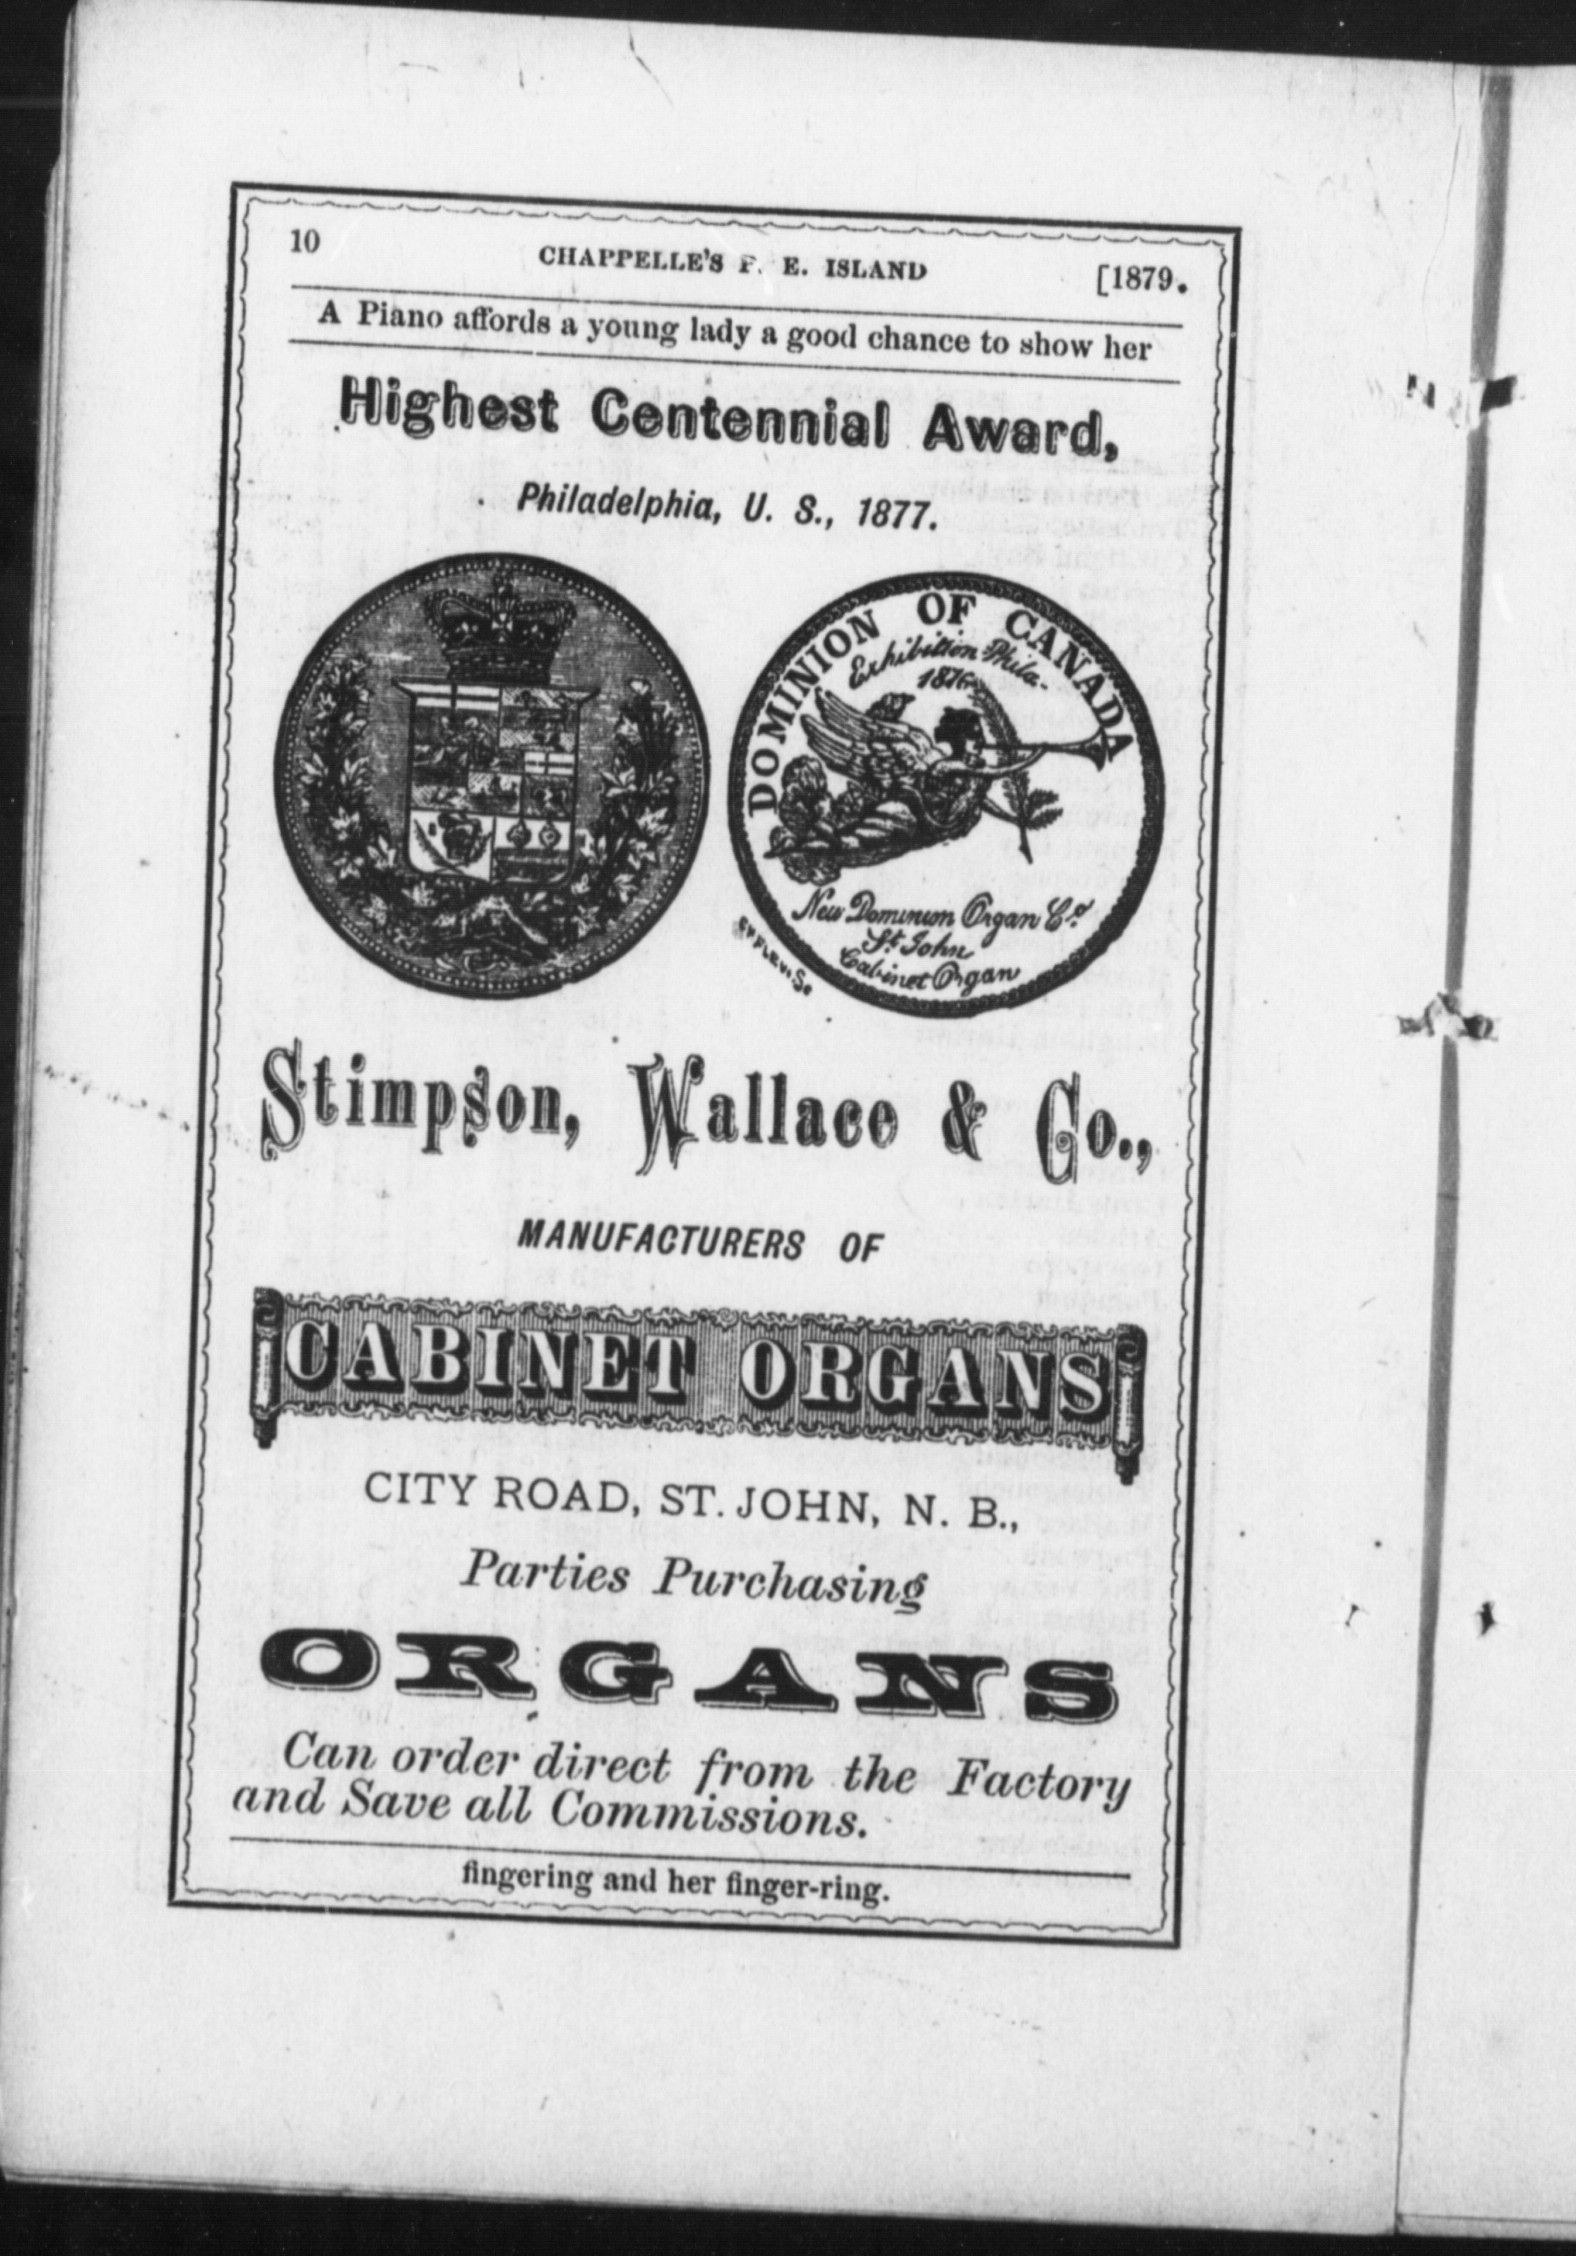 10
CHAPPELLE'S P. E. ISLAND
[1879.
A Piano affords a young lady a good chance to show her
Highest Centennial Award,
Philadelphia, U. S., 1877.
DOMINION OF CANADA
Exhibition Phila.
1876
New Dominion Organ Co.
St. John
Cabinet Organ
Stimpson, Wallace & Co.,
MANUFACTURERS OF
CABINET ORGANS
CITY ROAD, ST. JOHN, N. B.,
Parties Purchasing
ORGANS
Can order direct from the Factory
and Save all Commissions.
fingering and her finger-ring.